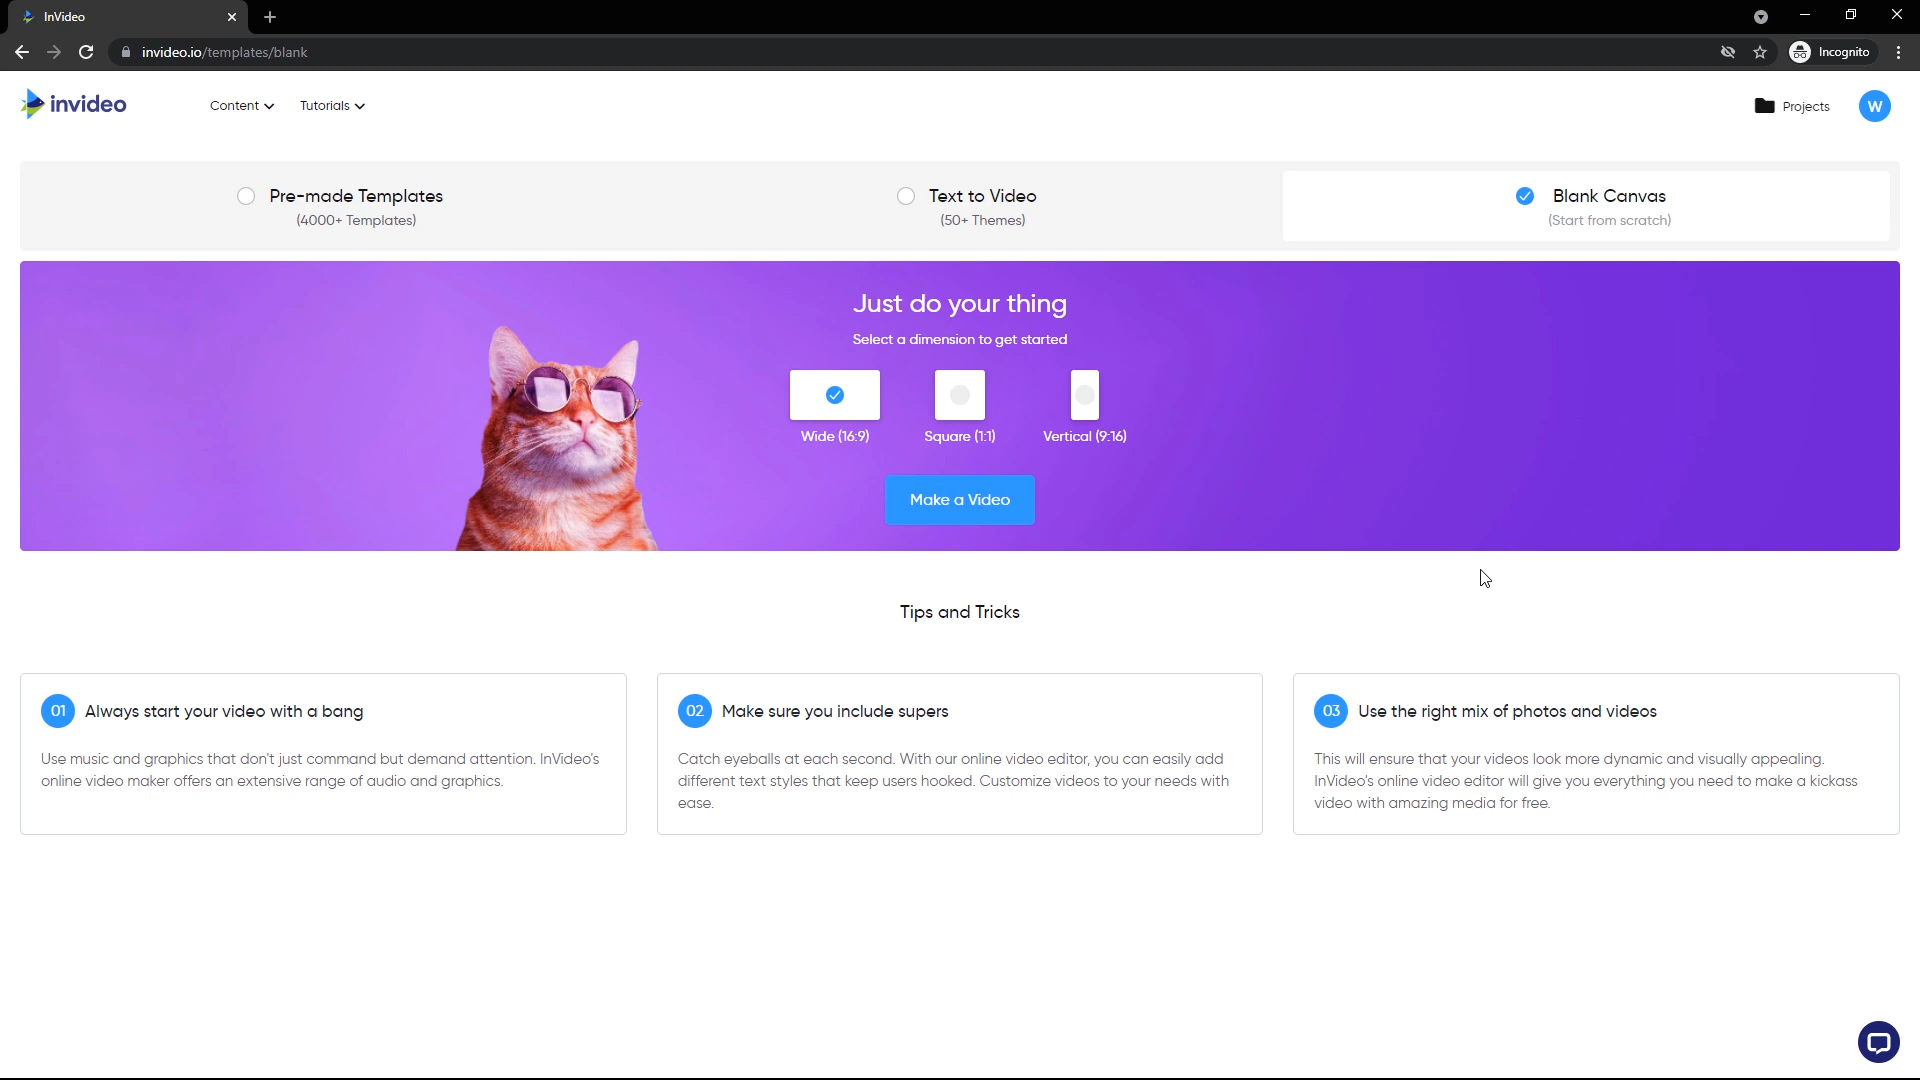 InVideo
invideo.io/templates/blank
Incognito
invideo
Content
Tutorials
Projects
W
Pre-made Templates
(4000+ Templates)
Text to Video
(50+ Themes)
Blank Canvas
(Start from scratch)
Just do your thing
Select a dimension to get started
Wide (16:9)
Square (1:1)
Vertical (9:16)
Make a Video
Tips and Tricks
01 Always start your video with a bang
Use music and graphics that don't just command but demand attention. InVideo's
online video maker offers an extensive range of audio and graphics.
02 Make sure you include supers
Catch eyeballs at each second. With our online video editor, you can easily add
different text styles that keep users hooked. Customize videos to your needs with
ease.
03 Use the right mix of photos and videos
This will ensure that your videos look more dynamic and visually appealing.
InVideo's online video editor will give you everything you need to make a kickass
video with amazing media for free.